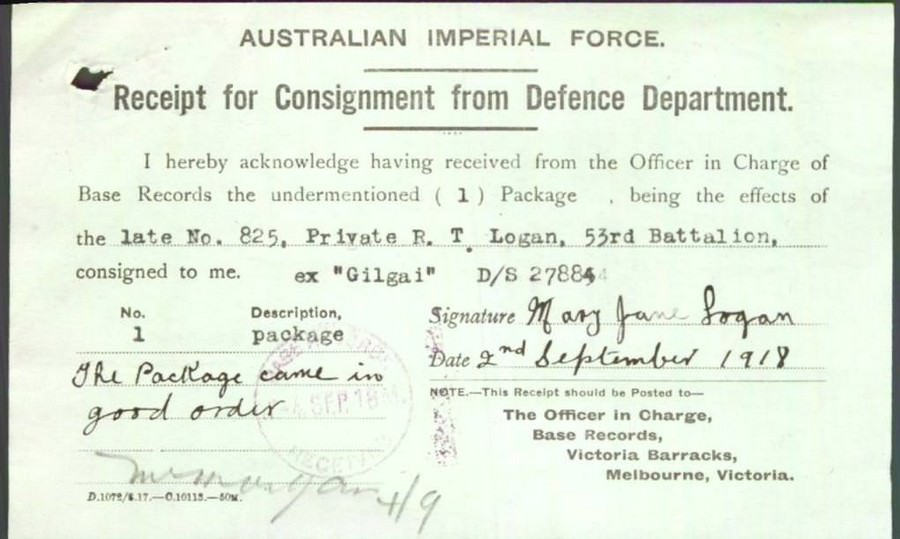 AUSTRALIAN IMPERIAL FORCE.
Receipt for Consignment from Defence Department.
I hereby acknowledge having received from the Officer in Charge of
Base Records the undermentioned ( 1 ) Package , being the effects of
the late No. 825, Private R. T. Logan, 53rd Battalion,
consigned to me. ex "Gilgai" D/S 27884
No. Description,
1 package
The Package came in
good order
Signature Mary Jane Logan
Date 2nd September 1918
NOTE.—This Receipt should be Posted to—
The Officer in Charge,
Base Records,
Victoria Barracks,
Melbourne, Victoria.
SEP. 1918
4/9
D.1072/5.17.—C.10113.—50M.